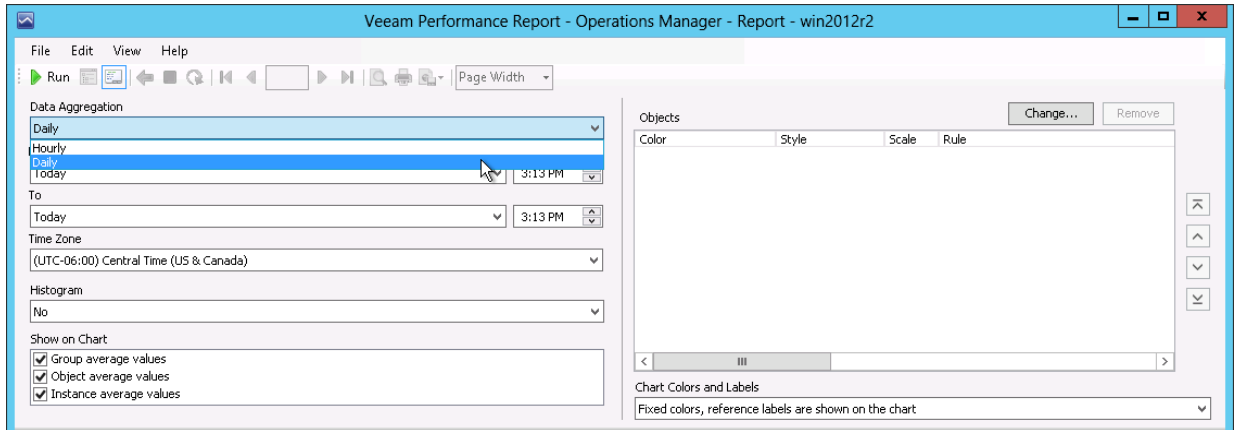 Veeam Performance Report - Operations Manager - Report - win2012r2
File Edit View Help
Run Page Width
Data Aggregation
Daily
Hourly
Daily
Today 3:13 PM
To
Today 3:13 PM
Time Zone
(UTC-06:00) Central Time (US & Canada)
Histogram
No
Show on Chart
Group average values
Object average values
Instance average values
Objects Change... Remove
Color Style Scale Rule
Chart Colors and Labels
Fixed colors, reference labels are shown on the chart